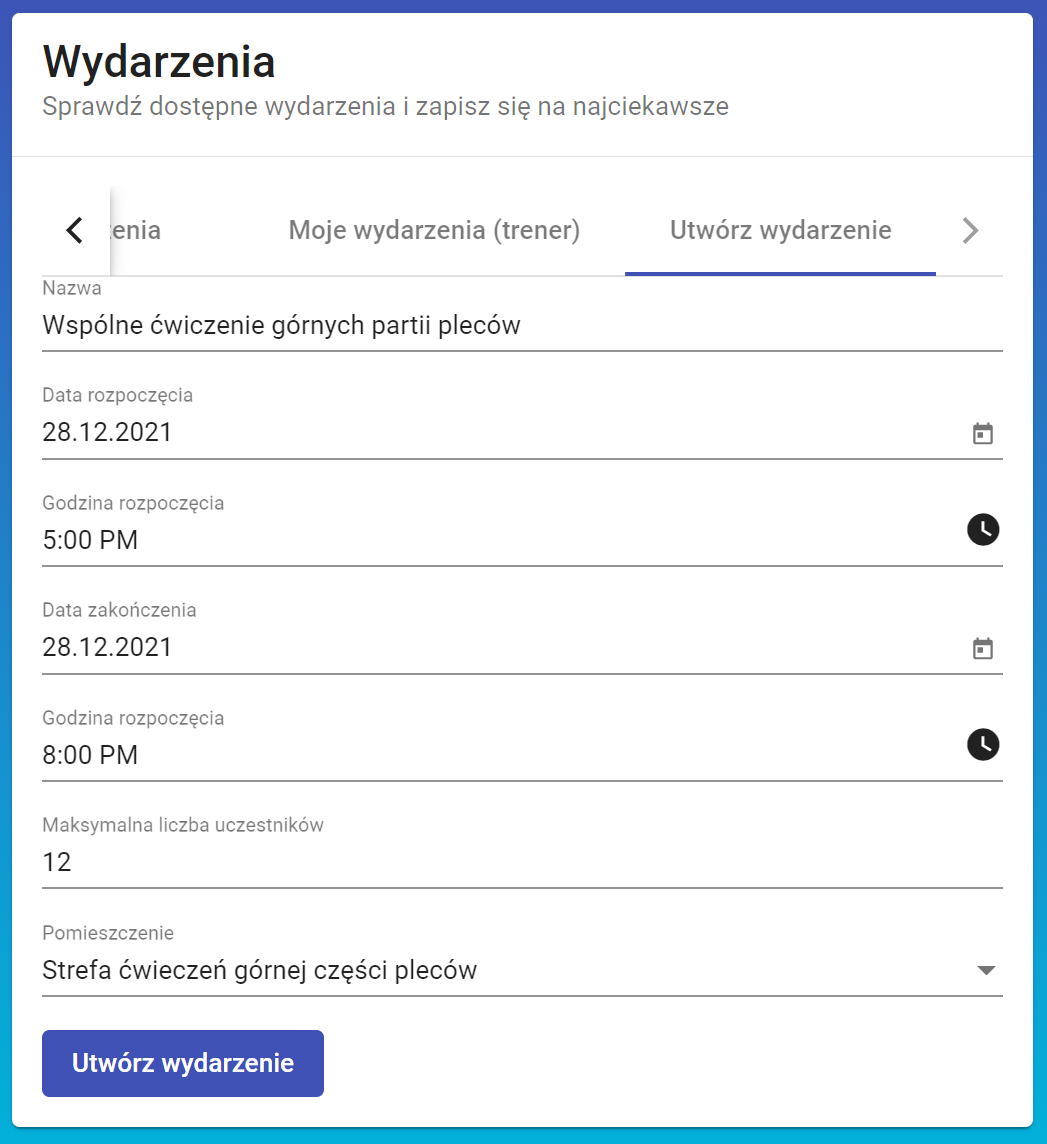 Wydarzenia
Sprawdź dostępne wydarzenia i zapisz się na najciekawsze
zenia Moje wydarzenia (trener) Utwórz wydarzenie
Nazwa
Wspólne ćwiczenie górnych partii pleców
Data rozpoczęcia
28.12.2021
Godzina rozpoczęcia
5:00 PM
Data zakończenia
28.12.2021
Godzina rozpoczęcia
8:00 PM
Maksymalna liczba uczestników
12
Pomieszczenie
Strefa ćwieczeń górnej części pleców
Utwórz wydarzenie